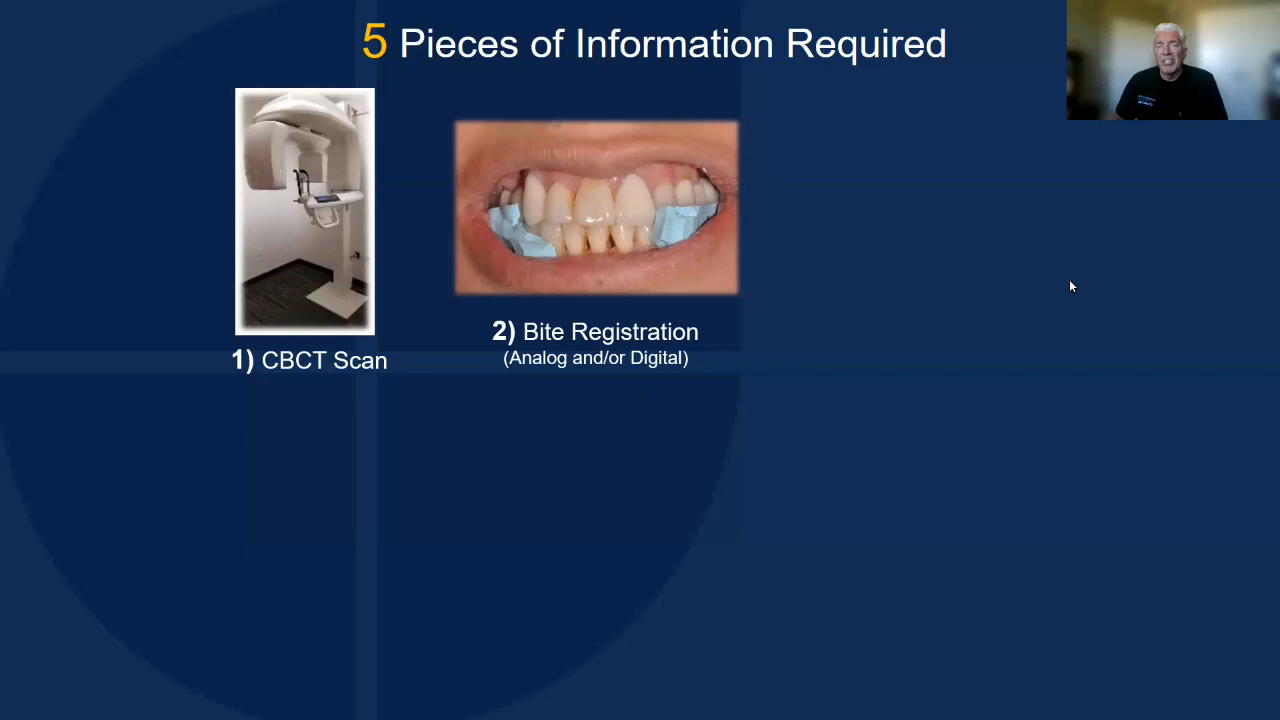 5 Pieces of Information Required
1) CBCT Scan
2) Bite Registration
(Analog and/or Digital)